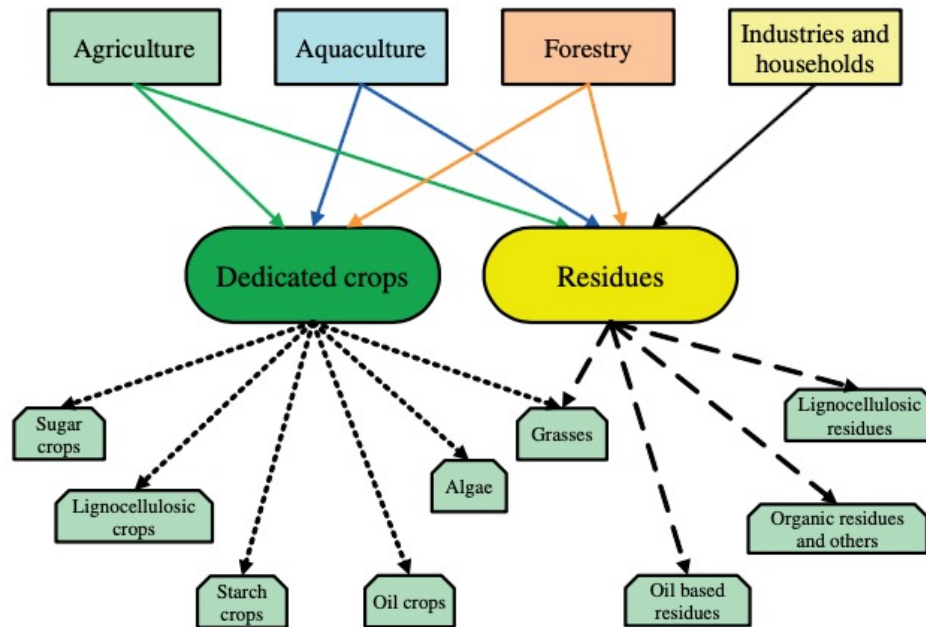 Agriculture
Aquaculture
Forestry
Industries and
households
Dedicated crops
Residues
Sugar
crops
Lignocellulosic
crops
Starch
crops
Oil crops
Algae
Grasses
Oil based
residues
Organic residues
and others
Lignocellulosic
residues